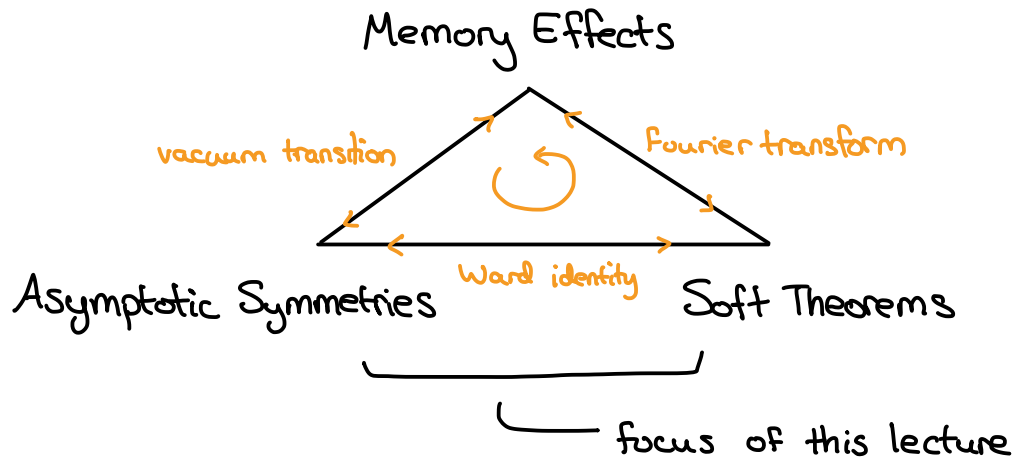 Memory Effects
vacuum transition
Fourier transform
Ward identity
Asymptotic Symmetries
Soft Theorems
focus of this lecture